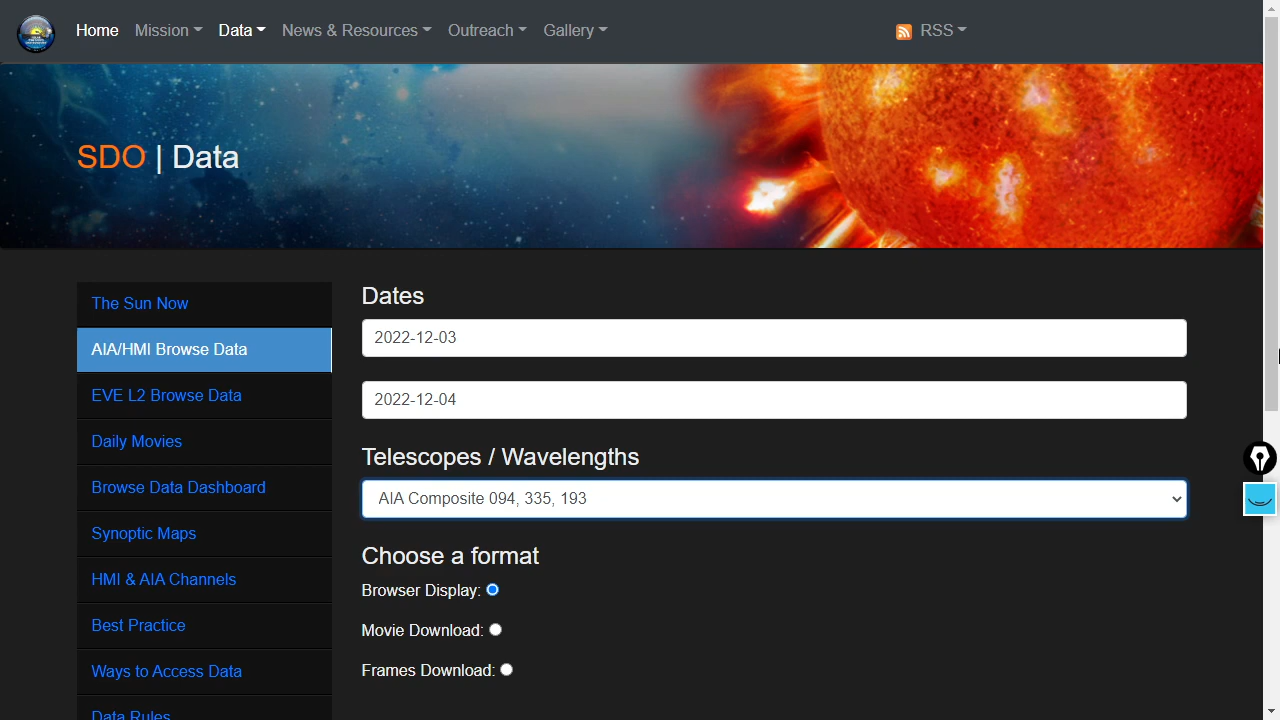 Home Mission Data News & Resources Outreach Gallery RSS
SDO | Data
The Sun Now
AIA/HMI Browse Data
EVE L2 Browse Data
Daily Movies
Browse Data Dashboard
Synoptic Maps
HMI & AIA Channels
Best Practice
Ways to Access Data
Data Rules
Dates
2022-12-03
2022-12-04
Telescopes / Wavelengths
AIA Composite 094, 335, 193
Choose a format
Browser Display:
Movie Download:
Frames Download: